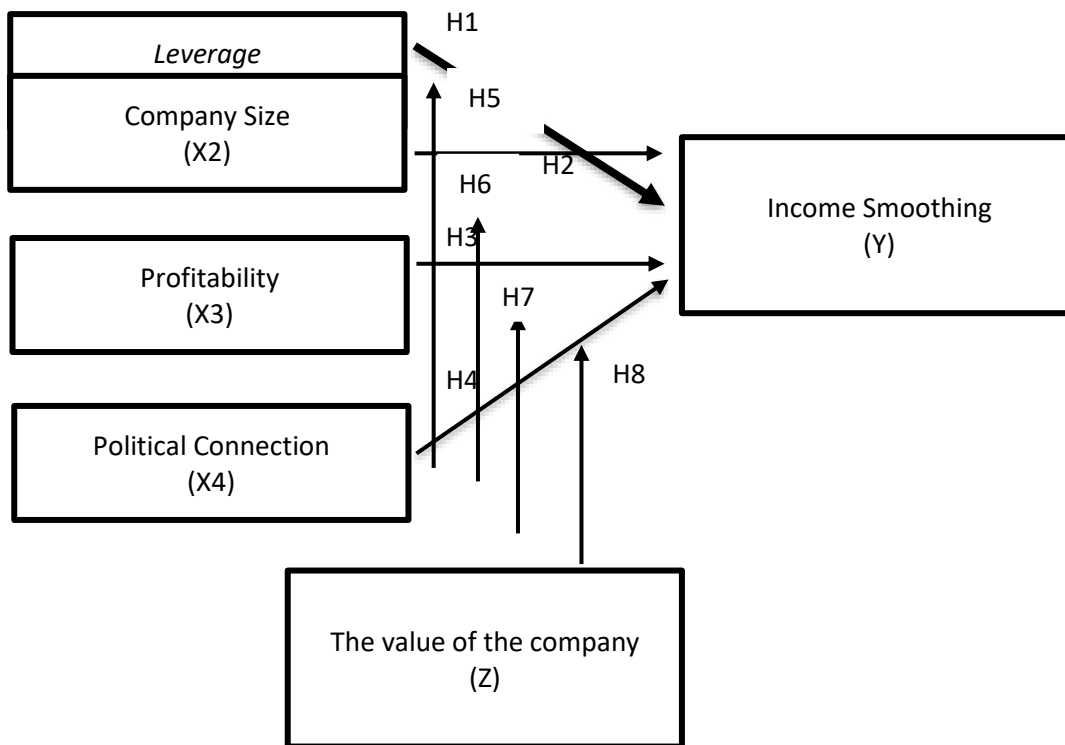 H1
Leverage
H5
Company Size
(X2)
H2
H6
Income Smoothing
(Y)
H3
Profitability
(X3)
H7
H4
H8
Political Connection
(X4)
The value of the company
(Z)